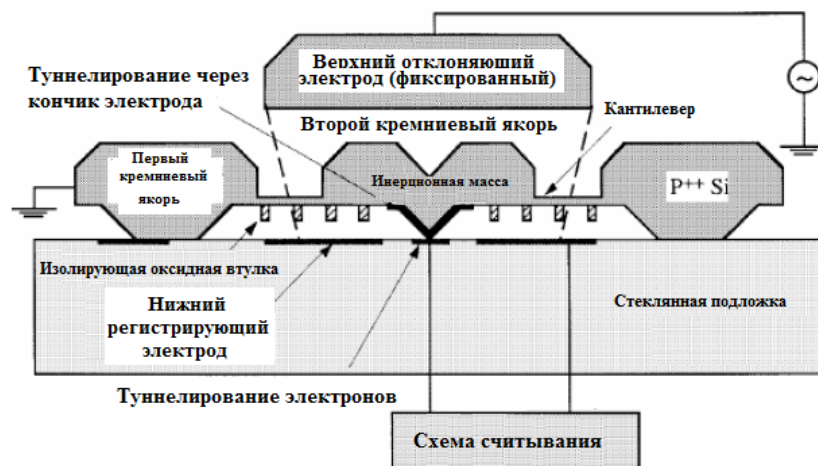 Верхний отклоняюший
электрод (фиксированный)
Туннелирование через
кончик электрода
Второй кремниевый якорь
Кантилевер
Первый
кремниевый
якорь
Инерционная масса
P++ Si
Изолирующая оксидная втулка
Нижний
регистрирующий
электрод
Стеклянная подложка
Туннелирование электронов
Схема считывания